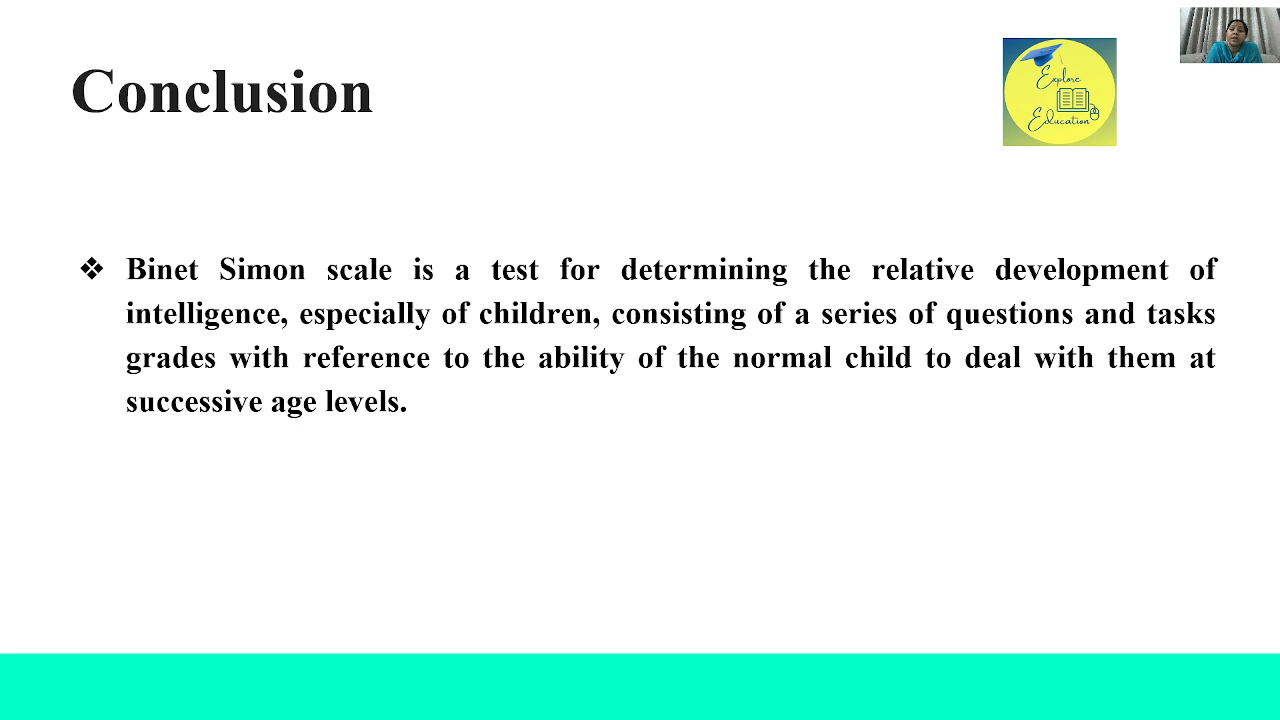 Conclusion
Explore
Education
❖ Binet Simon scale is a test for determining the relative development of
intelligence, especially of children, consisting of a series of questions and tasks
grades with reference to the ability of the normal child to deal with them at
successive age levels.